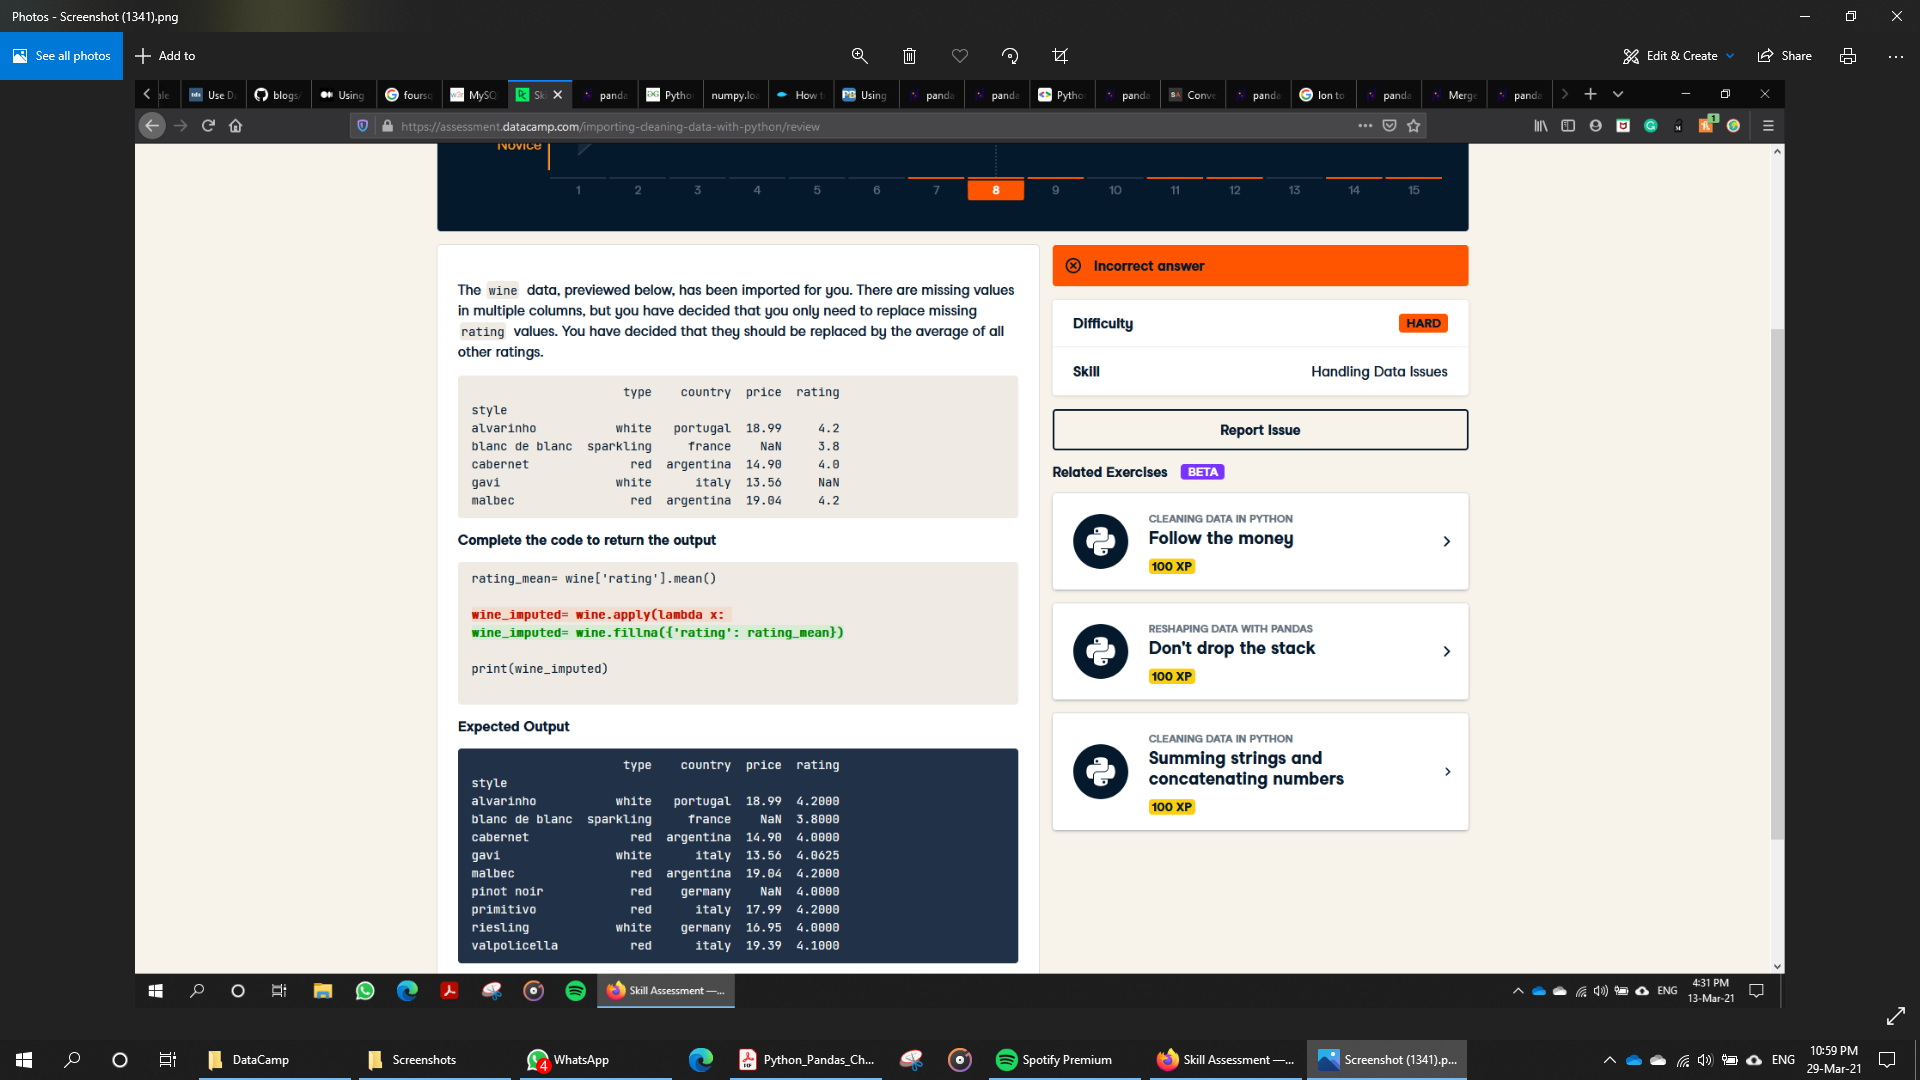 Photos - Screenshot (1341).png
See all photos
Add to
Edit & Create
Share
Use D
blogs/
Using
foursq
MySQ
Sk
panda
Pytho
numpy.loa
How t
Using
panda
panda
Pytho
panda
Conve
panda
Ion to
panda
Merge
panda
https://assessment.datacamp.com/importing-cleaning-data-with-python/review
1
Novice
1 2 3 4 5 6 7 8 9 10 11 12 13 14 15
The wine data, previewed below, has been imported for you. There are missing values
in multiple columns, but you have decided that you only need to replace missing
rating values. You have decided that they should be replaced by the average of all
other ratings.
type country price rating
style
alvarinho white portugal 18.99 4.2
blanc de blanc sparkling france NaN 3.8
cabernet red argentina 14.90 4.0
gavi white italy 13.56 NaN
malbec red argentina 19.04 4.2
Complete the code to return the output
rating_mean= wine['rating'].mean()
wine_imputed= wine.apply(lambda x:
wine_imputed= wine.fillna({'rating': rating_mean})
print(wine_imputed)
Expected Output
type country price rating
style
alvarinho white portugal 18.99 4.2000
blanc de blanc sparkling france NaN 3.8000
cabernet red argentina 14.90 4.0000
gavi white italy 13.56 4.0625
malbec red argentina 19.04 4.2000
pinot noir red germany NaN 4.0000
primitivo red italy 17.99 4.2000
riesling white germany 16.95 4.0000
valpolicella red italy 19.39 4.1000
Incorrect answer
Difficulty HARD
Skill Handling Data Issues
Report Issue
Related Exercises BETA
CLEANING DATA IN PYTHON
Follow the money
100 XP
RESHAPING DATA WITH PANDAS
Don't drop the stack
100 XP
CLEANING DATA IN PYTHON
Summing strings and
concatenating numbers
100 XP
Skill Assessment —...
ENG
4:31 PM
13-Mar-21
DataCamp
Screenshots
4
WhatsApp
Python_Pandas_Ch...
Spotify Premium
Skill Assessment —...
Screenshot (1341).p...
ENG
10:59 PM
29-Mar-21